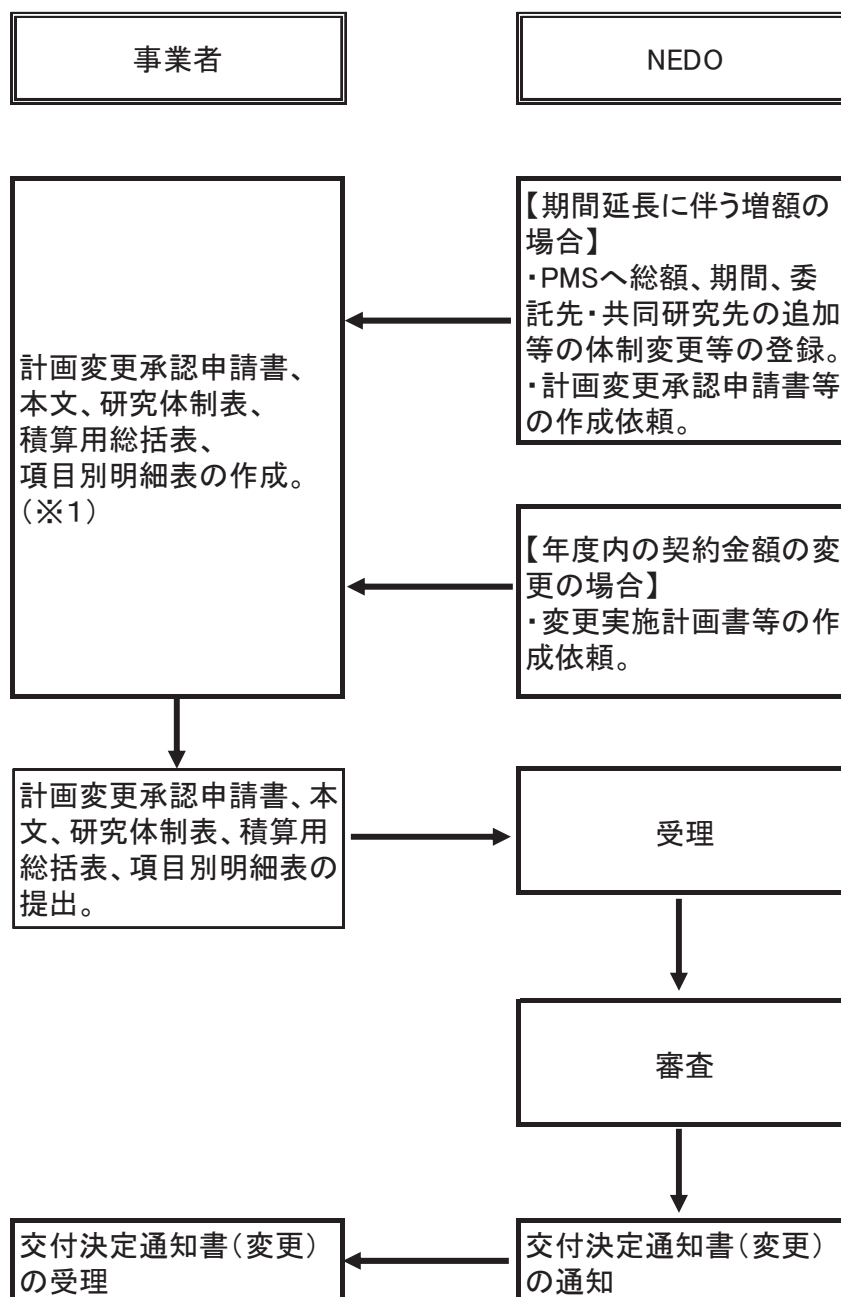 事業者
NEDO
【期間延長に伴う増額の
場合】
・PMSへ総額、期間、委
託先・共同研究先の追加
等の体制変更等の登録。
・計画変更承認申請書等
の作成依頼。
計画変更承認申請書、
本文、研究体制表、
積算用総括表、
項目別明細表の作成。
（※１）
【年度内の契約金額の変
更の場合】
・変更実施計画書等の作
成依頼。
計画変更承認申請書、本
文、研究体制表、積算用
総括表、項目別明細表の
提出。
受理
審査
交付決定通知書（変更）
の通知
交付決定通知書（変更）
の受理